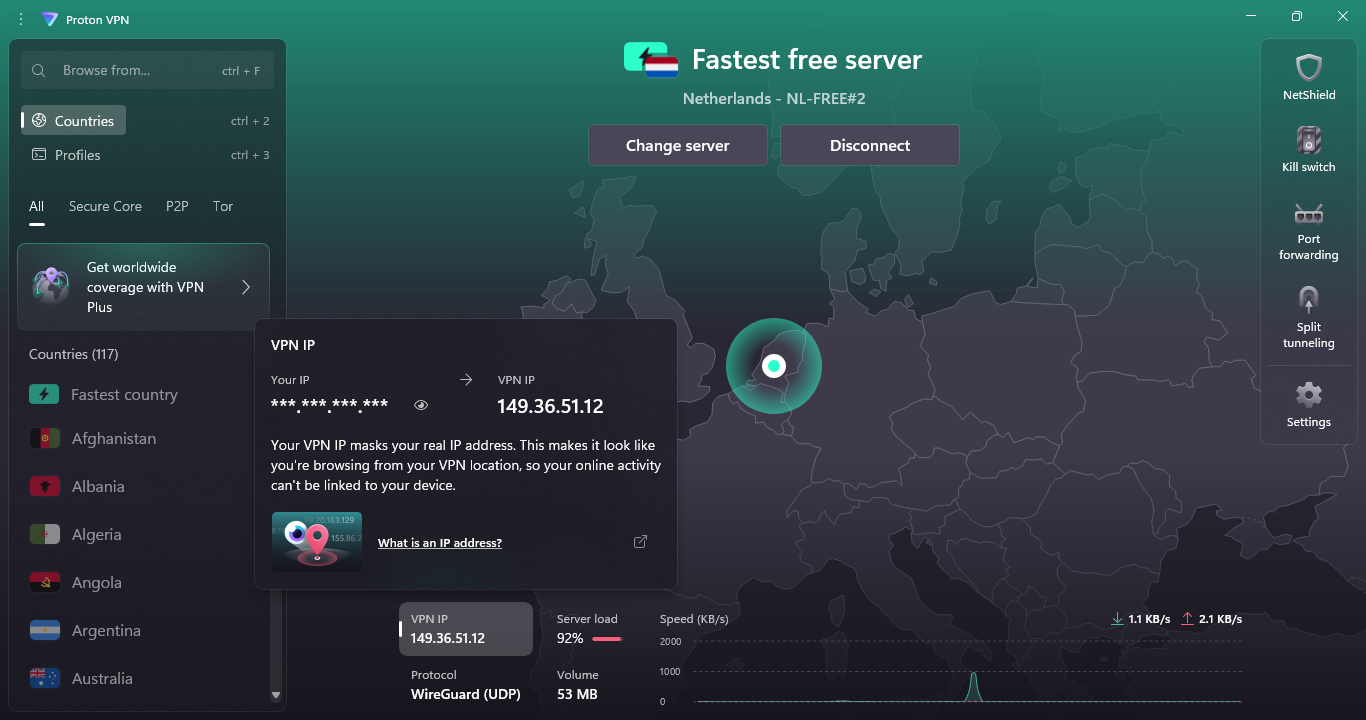 Proton VPN
Browse from...
ctrl + F
Countries
ctrl + 2
Profiles
ctrl + 3
All
Secure Core
P2P
Tor
Get worldwide
coverage with VPN
Plus
Countries (117)
Fastest country
Afghanistan
Albania
Algeria
Angola
Argentina
Australia
Fastest free server
Netherlands - NL-FREE#2
Change server
Disconnect
VPN IP
Your IP
VPN IP
***.***.***.***
149.36.51.12
Your VPN IP masks your real IP address. This makes it look like
you're browsing from your VPN location, so your online activity
can't be linked to your device.
What is an IP address?
VPN IP
149.36.51.12
Server load
92%
Protocol
WireGuard (UDP)
Volume
53 MB
Speed (KB/s)
1.1 KB/s
2.1 KB/s
2000
1000
0
NetShield
Kill switch
Port
forwarding
Split
tunneling
Settings